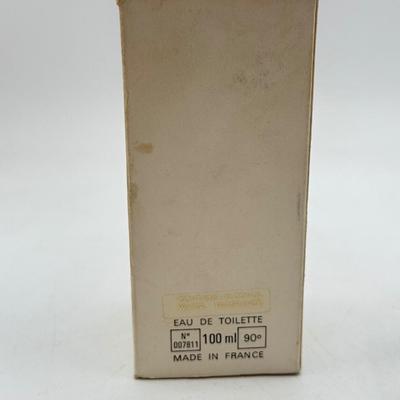 EAU DE TOILETTE
N° 007811 100 ml 90°
MADE IN FRANCE